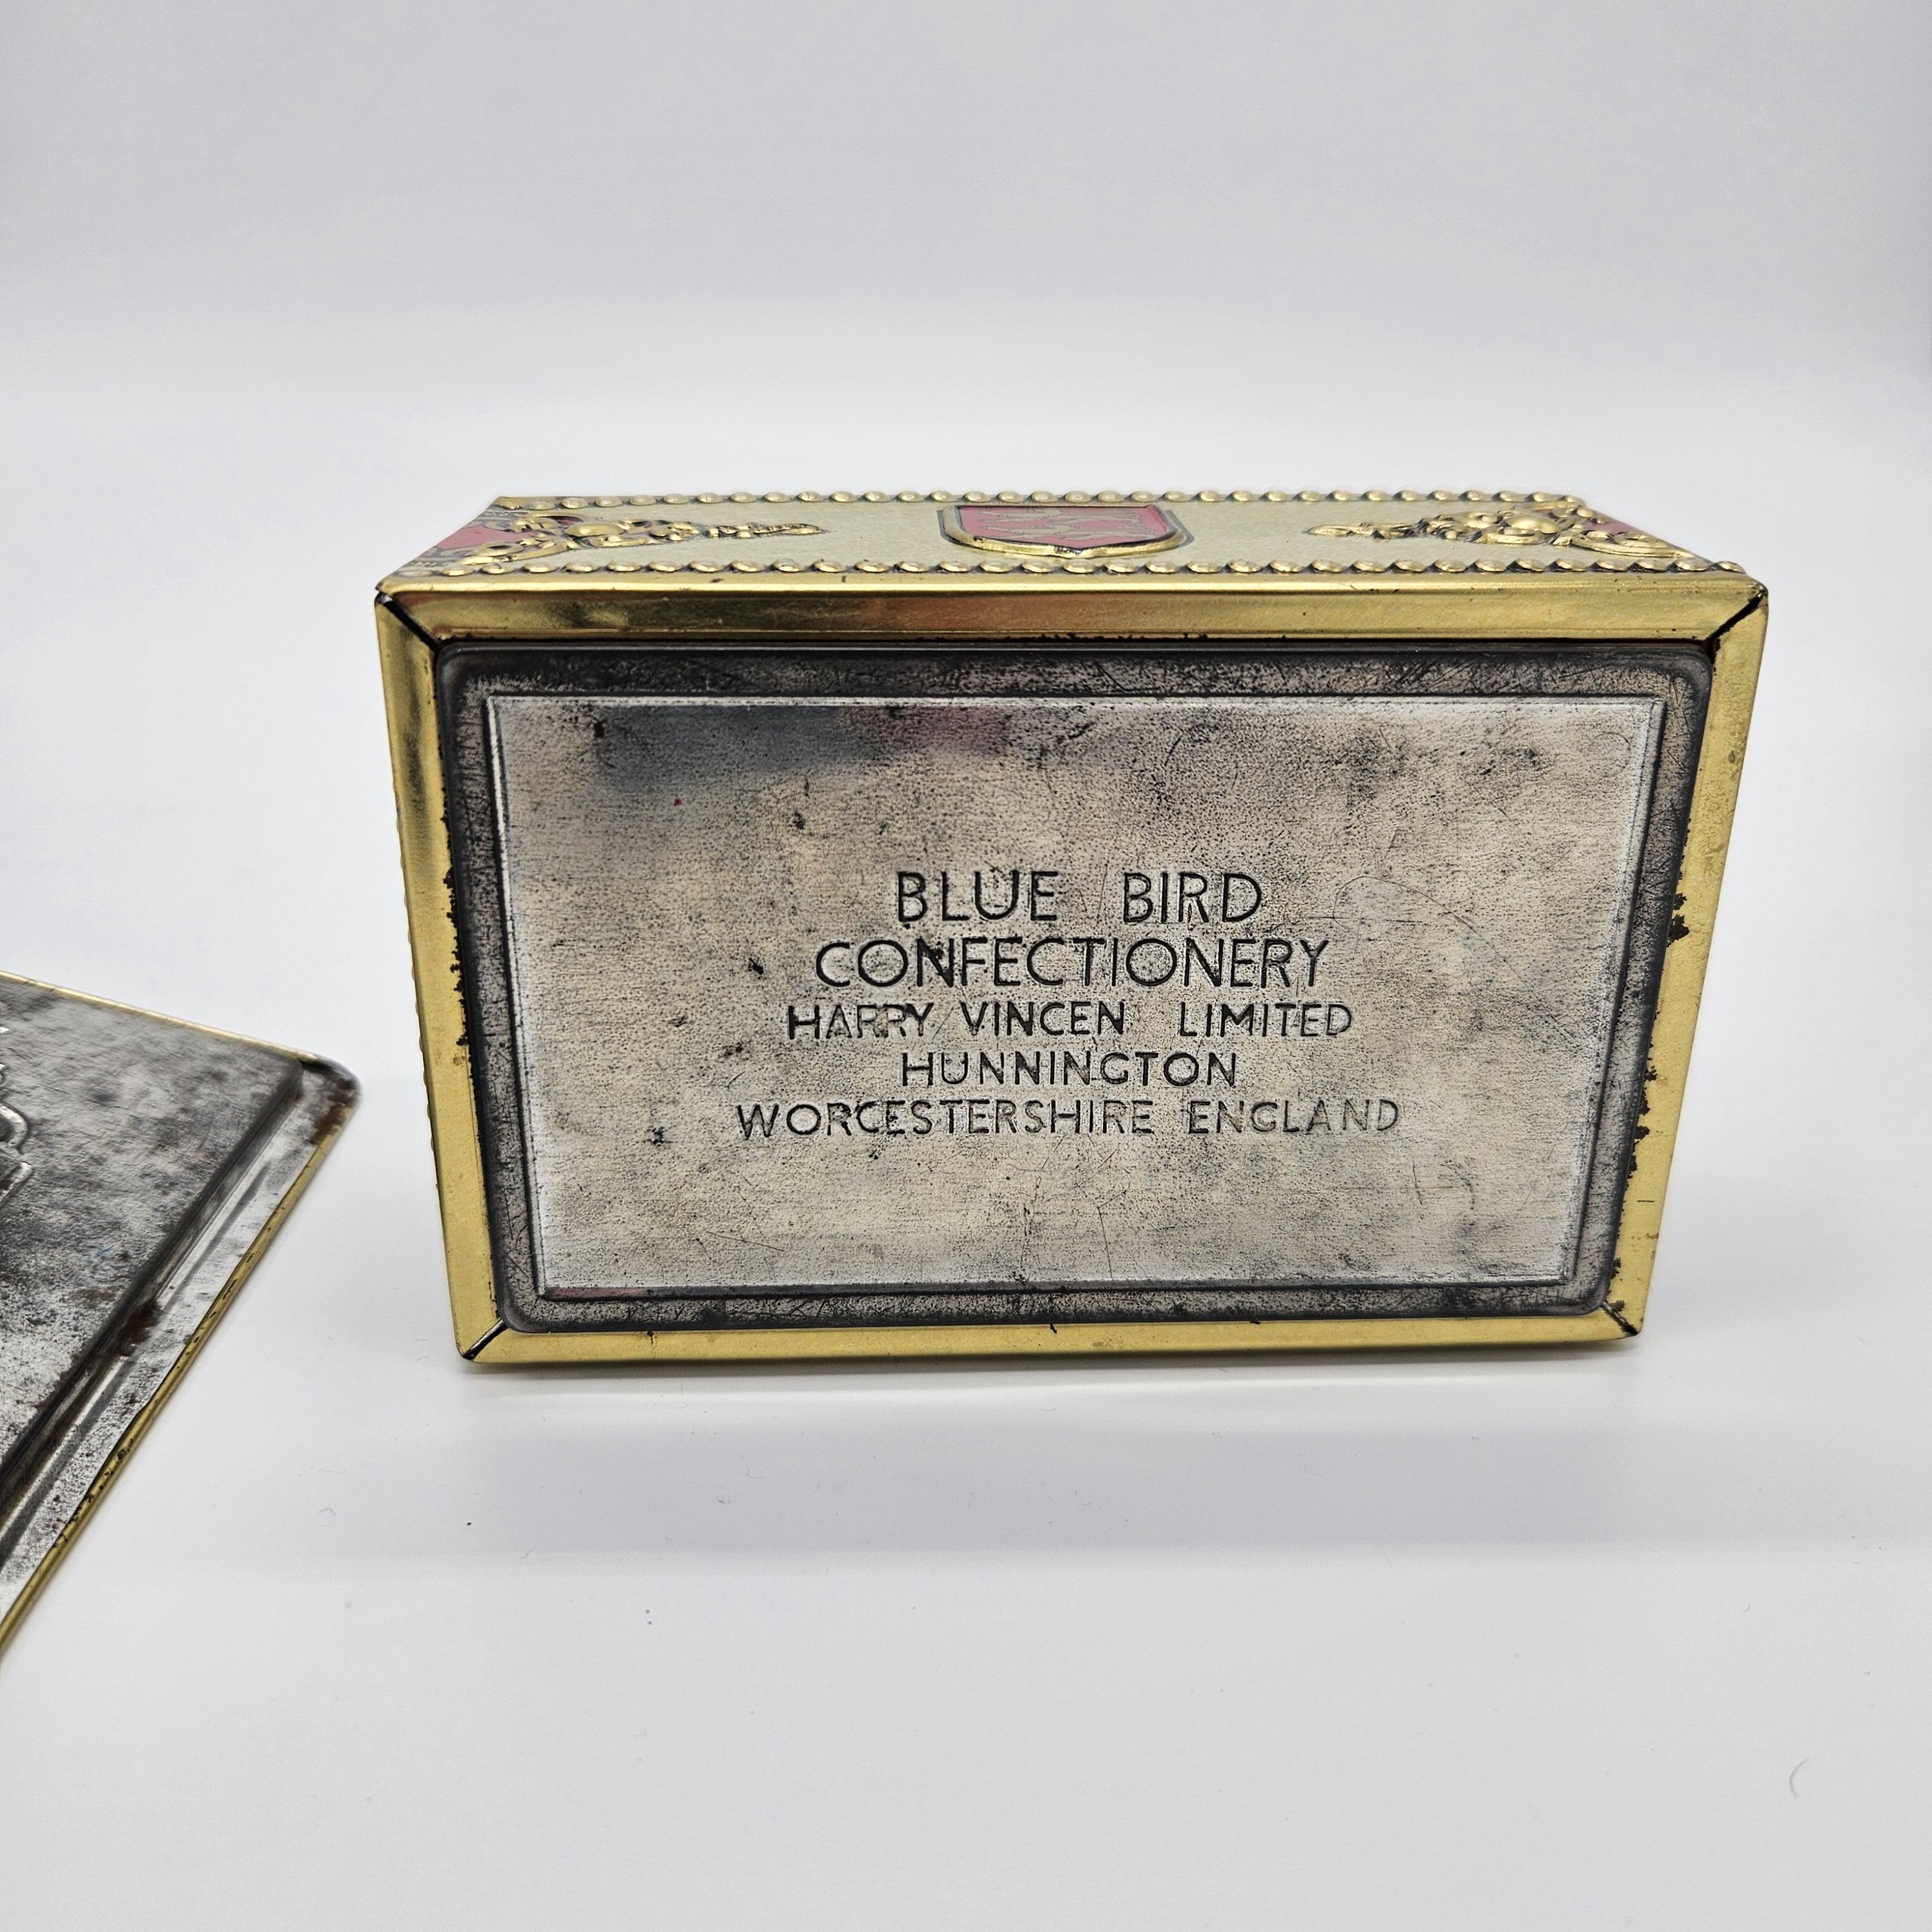 BLUE BIRD
CONFECTIONERY
HARRY VINCEN LIMITED
HUNNINGTON
WORCESTERSHIRE ENGLAND